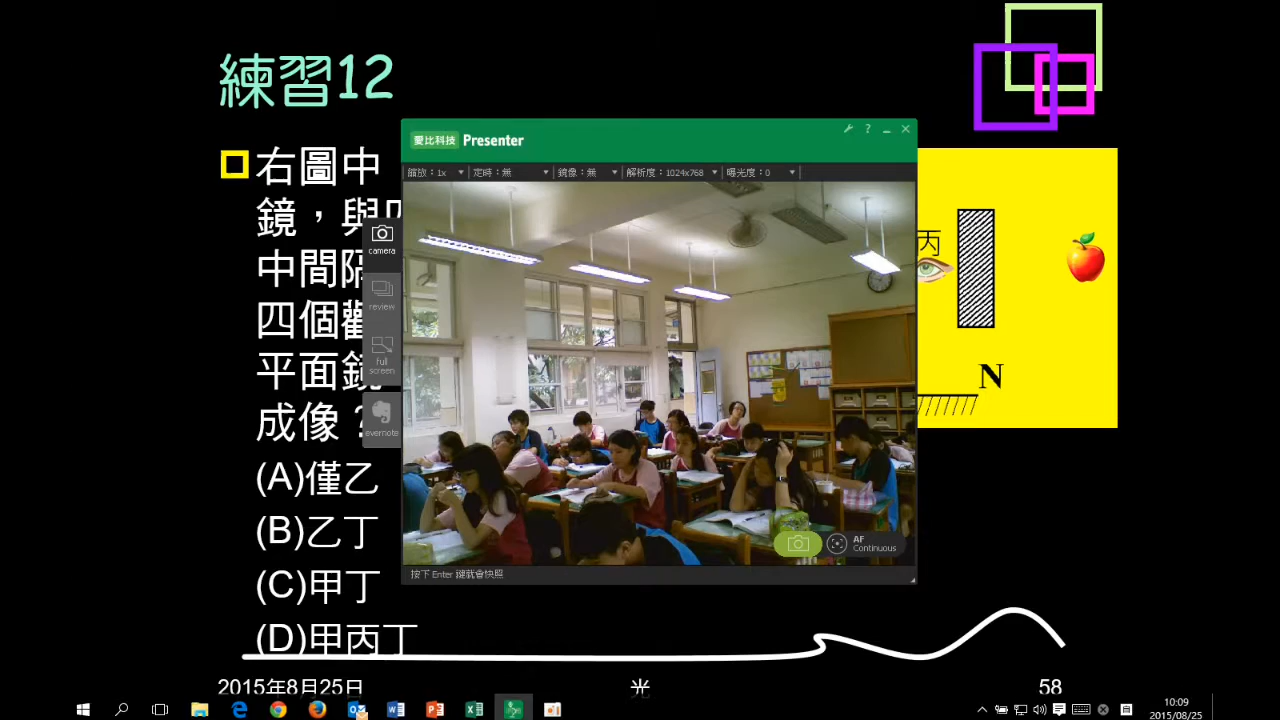 練習12
右圖中
鏡，與
中間隔
四個觀
平面鏡
成像？
(A)僅乙
(B)乙丁
(C)甲丁
(D)甲丙丁
2015年8月25日
光
58
愛比科技 Presenter
縮放：1x 定時：無 鏡像：無 解析度：1024x768 曝光度：0
camera
review
full
screen
evernote
AF
Continuous
按下 Enter 鍵就會快照
丙
N
10:09
2015/08/25